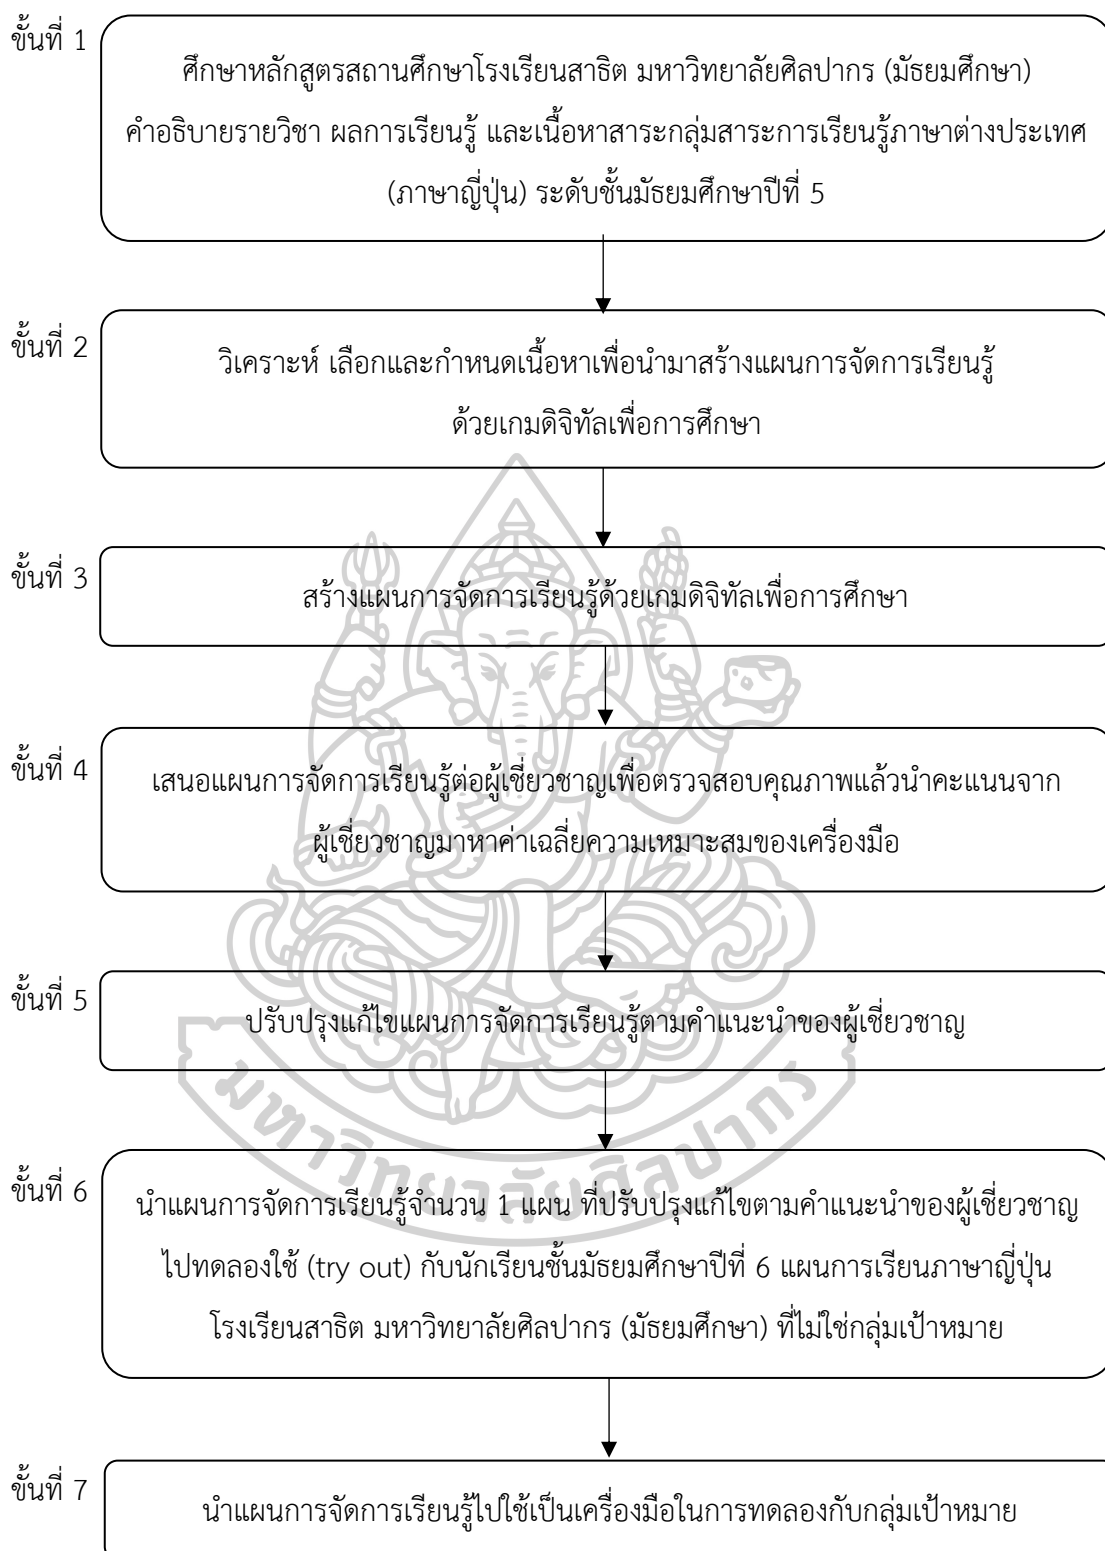 ขั้นที่ 1
ศึกษาหลักสูตรสถานศึกษาโรงเรียนสาธิต มหาวิทยาลัยศิลปากร (มัธยมศึกษา)
คำอธิบายรายวิชา ผลการเรียนรู้ และเนื้อหาสาระกลุ่มสาระการเรียนรู้ภาษาต่างประเทศ
(ภาษาญี่ปุ่น) ระดับชั้นมัธยมศึกษาปีที่ 5
ขั้นที่ 2
วิเคราะห์ เลือกและกำหนดเนื้อหาเพื่อนำมาสร้างแผนการจัดการเรียนรู้
ด้วยเกมดิจิทัลเพื่อการศึกษา
ขั้นที่ 3
สร้างแผนการจัดการเรียนรู้ด้วยเกมดิจิทัลเพื่อการศึกษา
ขั้นที่ 4
เสนอแผนการจัดการเรียนรู้ต่อผู้เชี่ยวชาญเพื่อตรวจสอบคุณภาพแล้วนำคะแนนจาก
ผู้เชี่ยวชาญมาหาค่าเฉลี่ยความเหมาะสมของเครื่องมือ
ขั้นที่ 5
ปรับปรุงแก้ไขแผนการจัดการเรียนรู้ตามคำแนะนำของผู้เชี่ยวชาญ
มหาวิทยาลัยศิลปากร
ขั้นที่ 6
นำแผนการจัดการเรียนรู้จำนวน 1 แผน ที่ปรับปรุงแก้ไขตามคำแนะนำของผู้เชี่ยวชาญ
ไปทดลองใช้ (try out) กับนักเรียนชั้นมัธยมศึกษาปีที่ 6 แผนการเรียนภาษาญี่ปุ่น
โรงเรียนสาธิต มหาวิทยาลัยศิลปากร (มัธยมศึกษา) ที่ไม่ใช่กลุ่มเป้าหมาย
ขั้นที่ 7
นำแผนการจัดการเรียนรู้ไปใช้เป็นเครื่องมือในการทดลองกับกลุ่มเป้าหมาย